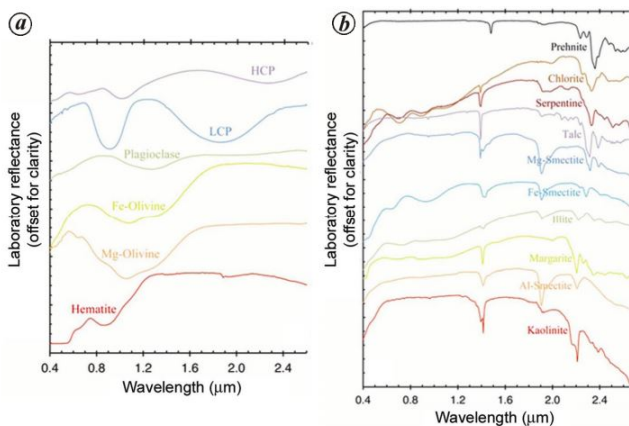 a
Laboratory reflectance
(offset for clarity)
HCP
LCP
Plagioclase
Fe-Olivine
Mg-Olivine
Hematite
0.4 0.8 1.2 1.6 2.0 2.4
Wavelength (μm)
b
Laboratory reflectance
(offset for clarity)
Prehnite
Chlorite
Serpentine
Talc
Mg-Smectite
Fe-Smectite
Illite
Margarite
Al-Smectite
Kaolinite
0.4 0.8 1.2 1.6 2.0 2.4
Wavelength (μm)